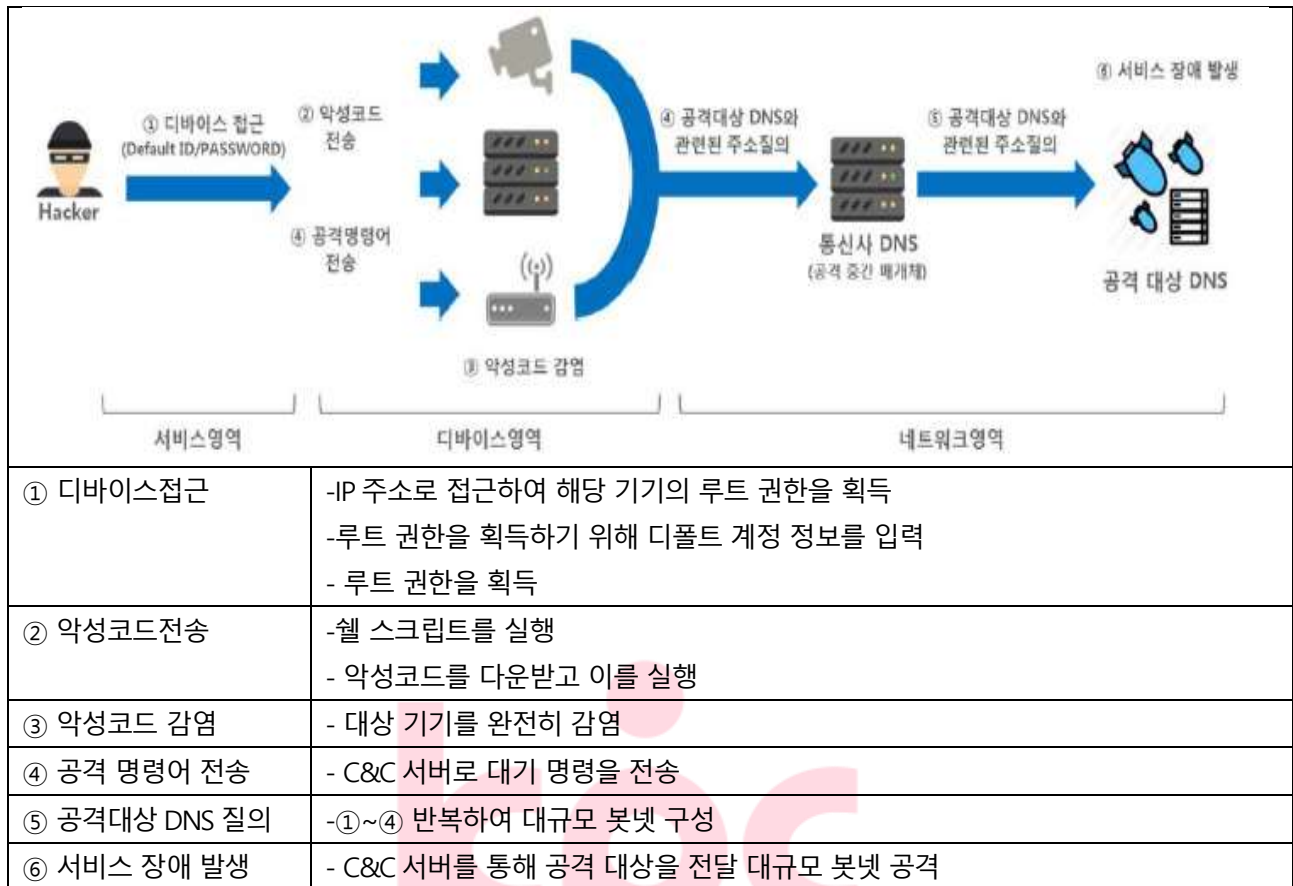 ① 디바이스 접근
(Default ID/PASSWORD)
Hacker
② 악성코드
전송
④ 공격명령어
전송
③ 악성코드 감염
④ 공격대상 DNS와
관련된 주소질의
통신사 DNS
(공격 중간 매개체)
⑤ 공격대상 DNS와
관련된 주소질의
⑥ 서비스 장애 발생
공격 대상 DNS
서비스영역
디바이스영역
네트워크영역
① 디바이스접근
-IP 주소로 접근하여 해당 기기의 루트 권한을 획득
-루트 권한을 획득하기 위해 디폴트 계정 정보를 입력
- 루트 권한을 획득
② 악성코드전송
-쉘 스크립트를 실행
- 악성코드를 다운받고 이를 실행
③ 악성코드 감염
- 대상 기기를 완전히 감염
④ 공격 명령어 전송
- C&C 서버로 대기 명령을 전송
⑤ 공격대상 DNS 질의
-①~④ 반복하여 대규모 봇넷 구성
⑥ 서비스 장애 발생
- C&C 서버를 통해 공격 대상을 전달 대규모 봇넷 공격